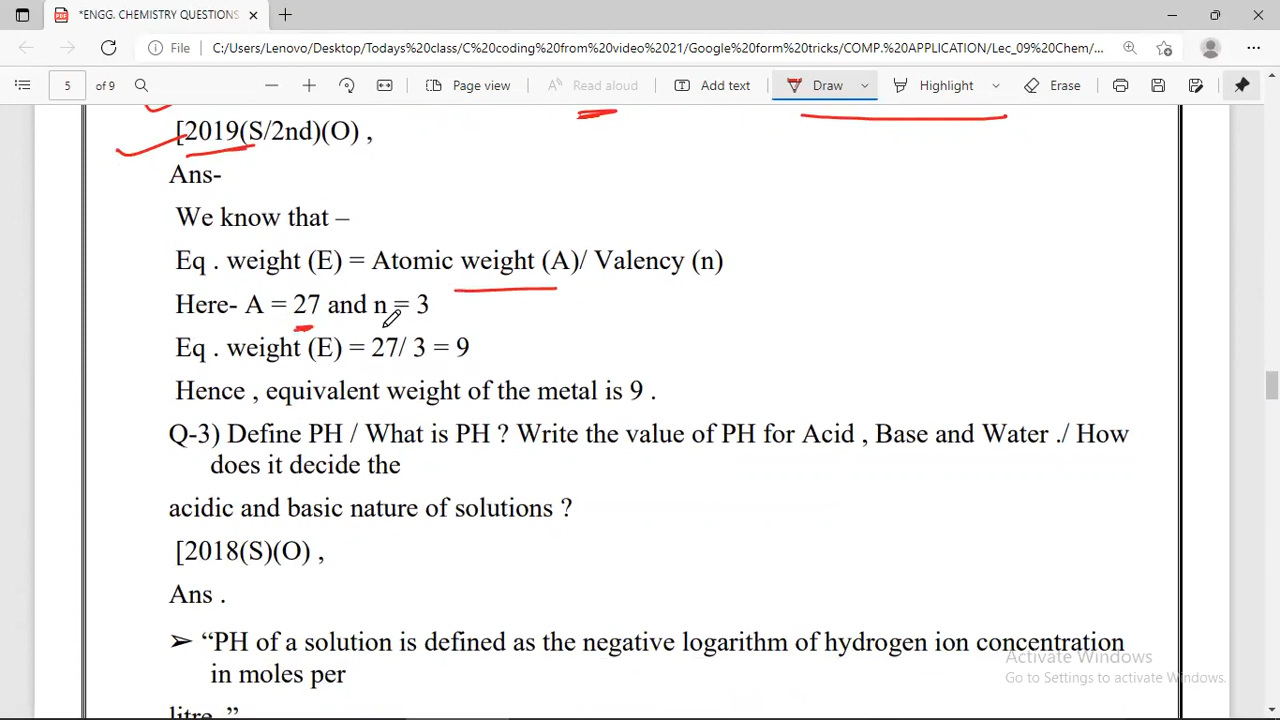 *ENGG. CHEMISTRY QUESTIONS
File C:/Users/Lenovo/Desktop/Todays%20class/C%20coding%20from%20video%202021/Google%20form%20tricks/COMP.%20APPLICATION/Lec_09%20Chem/...
5 of 9 Page view Read aloud Add text Draw Highlight Erase
[2019(S/2nd)(O) ,
Ans-
We know that –
Eq . weight (E) = Atomic weight (A)/ Valency (n)
Here- A = 27 and n = 3
Eq . weight (E) = 27/ 3 = 9
Hence , equivalent weight of the metal is 9 .
Q-3) Define PH / What is PH ? Write the value of PH for Acid , Base and Water ./ How
does it decide the
acidic and basic nature of solutions ?
[2018(S)(O) ,
Ans .
➢ “PH of a solution is defined as the negative logarithm of hydrogen ion concentration
in moles per
litre .”
Activate Windows
Go to Settings to activate Windows.